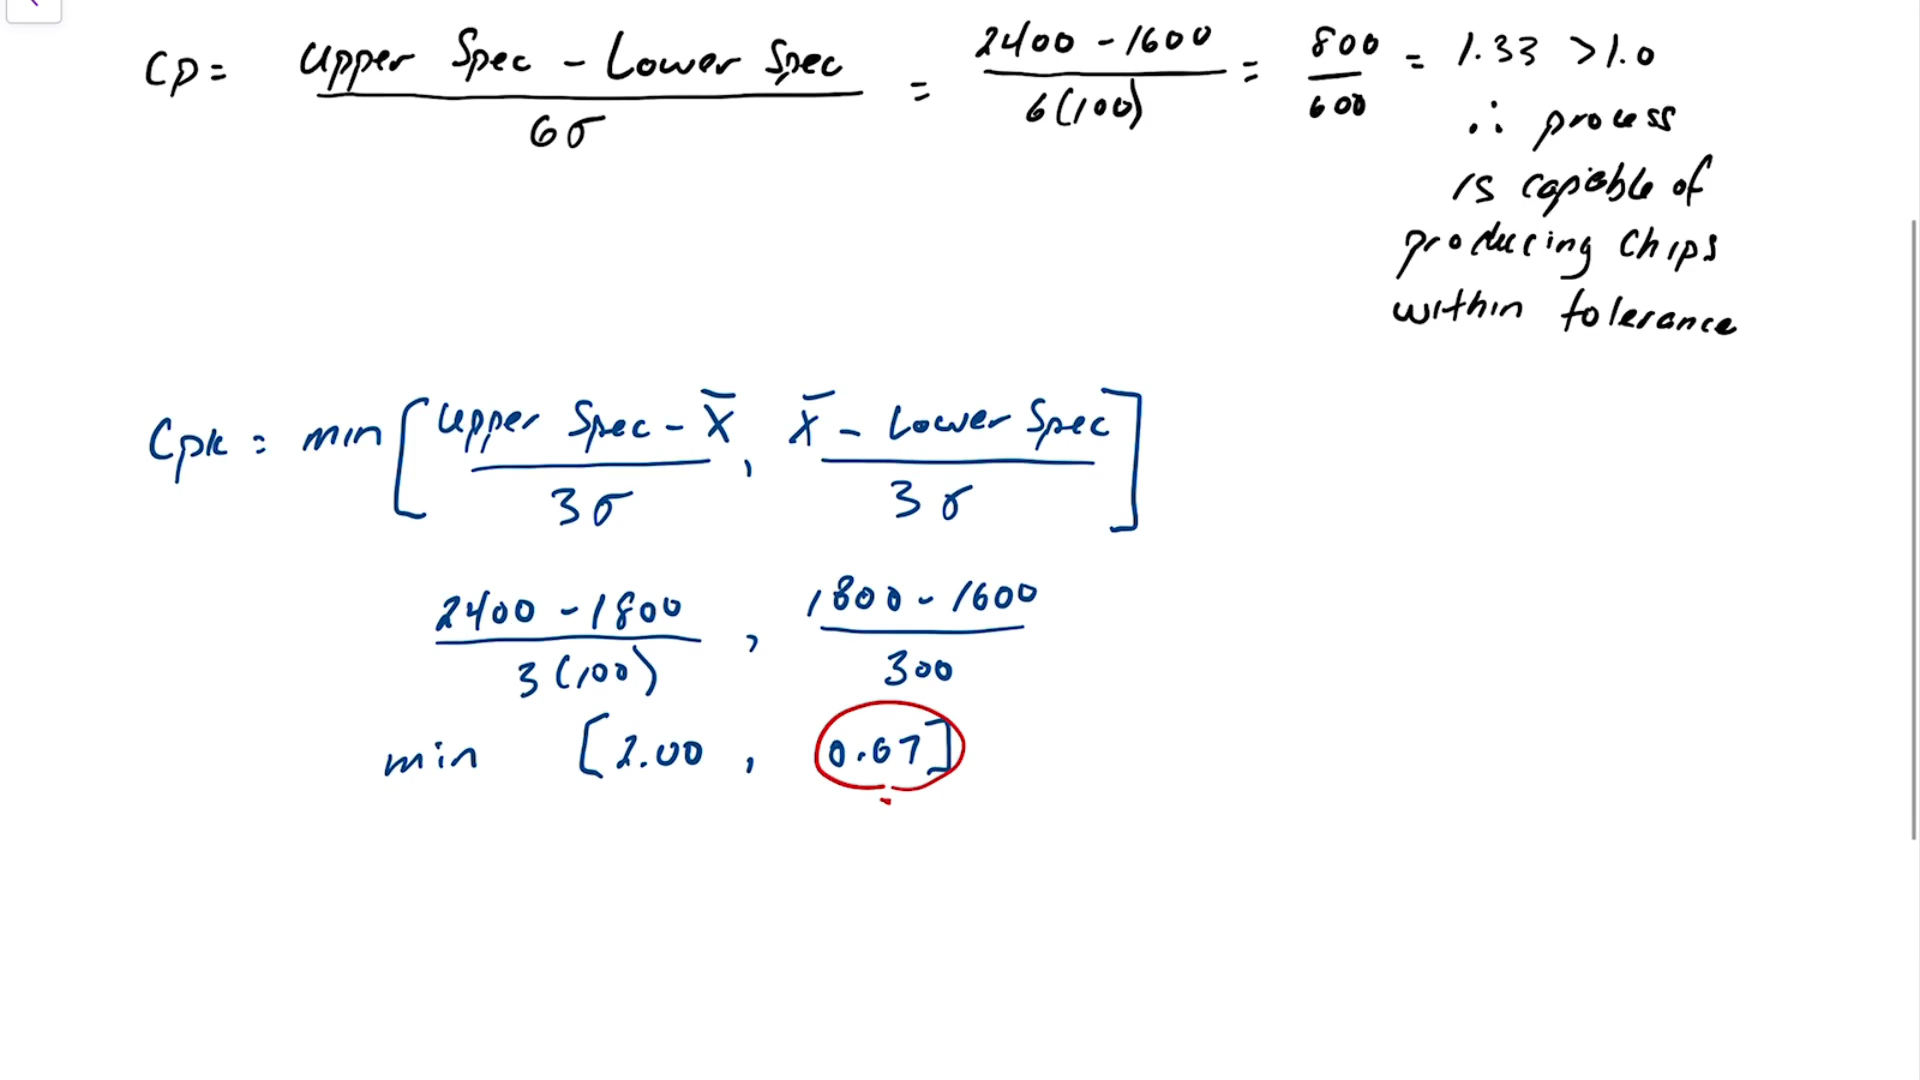 Cp = Upper Spec - Lower Spec / 6σ = 2400 - 1600 / 6(100) = 800 / 600 = 1.33 > 1.0
∴ process
is capable of
producing chips
within tolerance
Cpk = min [ Upper Spec - X̄ / 3σ , X̄ - Lower Spec / 3σ ]
2400 - 1800 / 3(100) , 1800 - 1600 / 300
min [ 2.00 , 0.67 ]